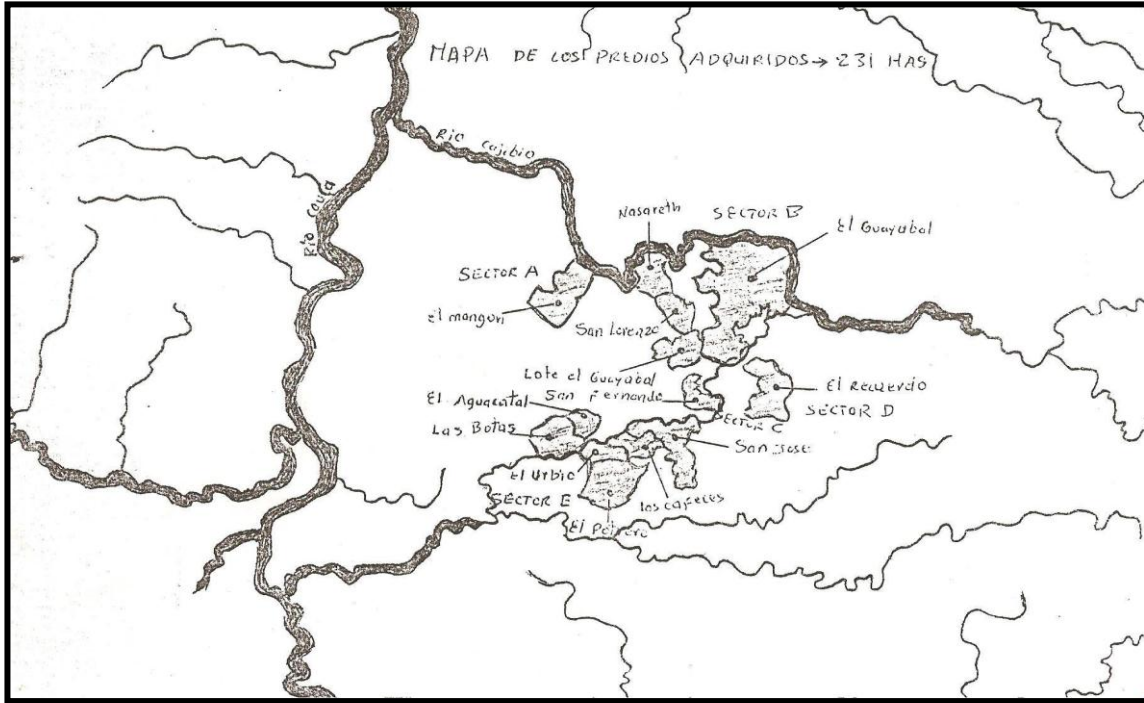 MAPA DE LOS PREDIOS ADQUIRIDOS → 231 HAS
Rio Cajibio
Rio Cauca
Nasareth
SECTOR B
El Guayabal
SECTOR A
El mangon
San Lorenzo
Lote el Guayabal
San Fernando
El Recuerdo
SECTOR D
El Aguacatal
SECTOR C
Las Botas
San Jose
El Urbio
SECTOR E
los cafeces
El Potrero